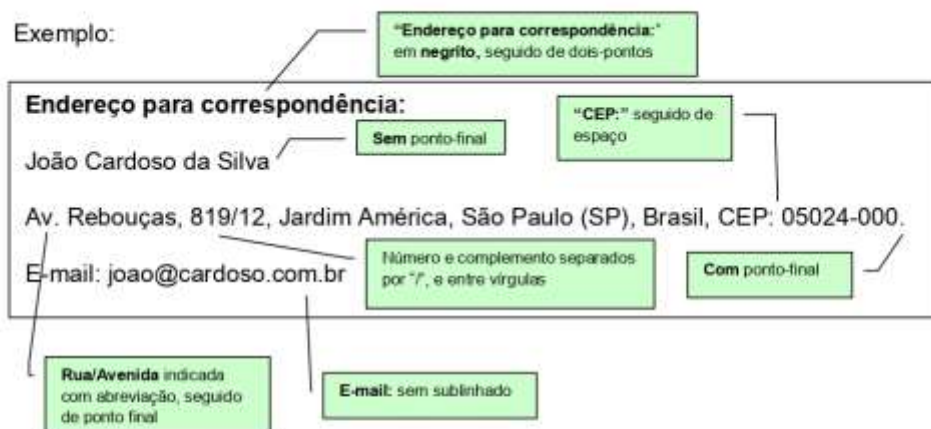 Exemplo:
“Endereço para correspondência:”
em negrito, seguido de dois-pontos
Endereço para correspondência:
Sem ponto-final
“CEP:” seguido de
espaço
João Cardoso da Silva
Av. Rebouças, 819/12, Jardim América, São Paulo (SP), Brasil, CEP: 05024-000.
Número e complemento separados
por “/”, e entre vírgulas
Com ponto-final
E-mail: joao@cardoso.com.br
Rua/Avenida indicada
com abreviação, seguido
de ponto final
E-mail: sem sublinhado